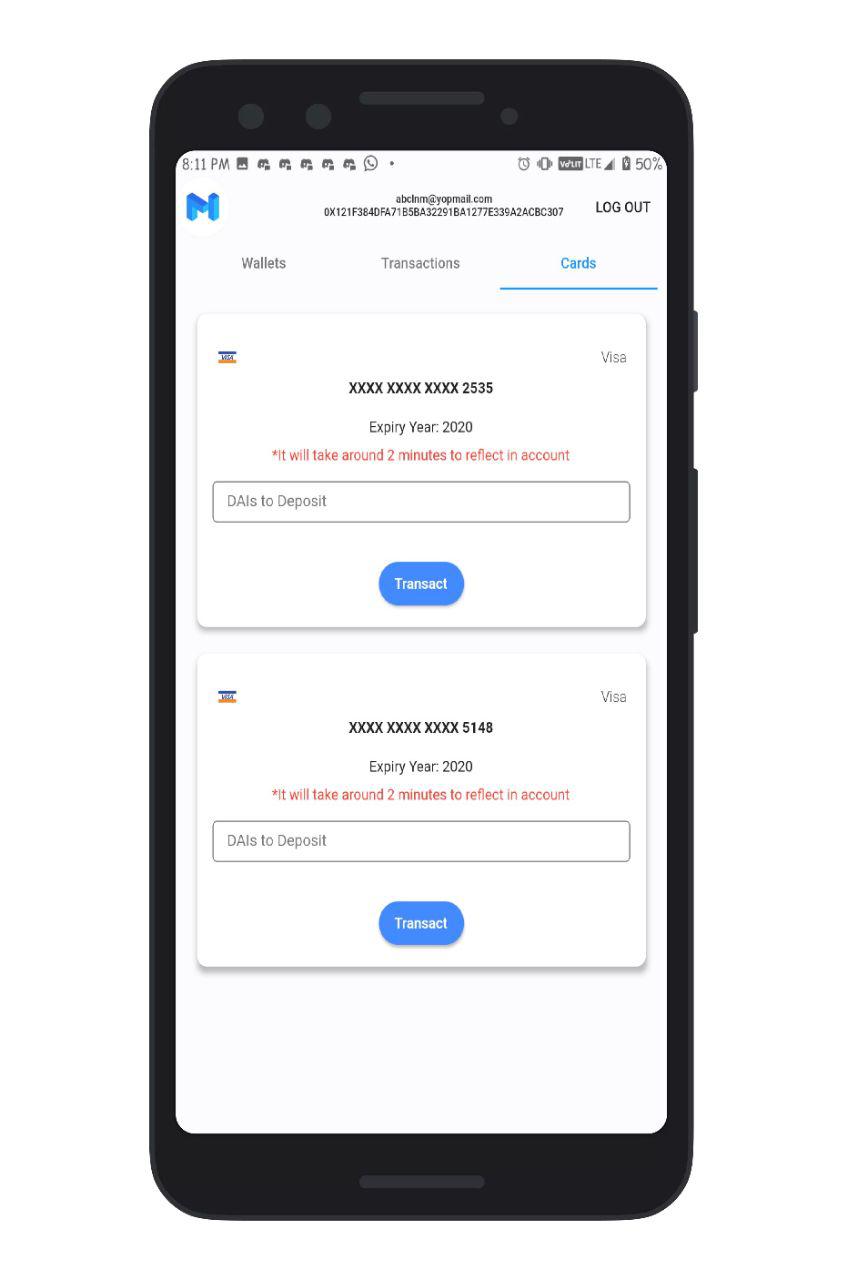 8:11 PM VoLTE LTE 50%
abclnm@yopmail.com
0X121F384DFA71B5BA32291BA1277E339A2ACBC307
LOG OUT
Wallets Transactions Cards
VISA Visa
XXXX XXXX XXXX 2535
Expiry Year: 2020
*It will take around 2 minutes to reflect in account
DAIs to Deposit
Transact
VISA Visa
XXXX XXXX XXXX 5148
Expiry Year: 2020
*It will take around 2 minutes to reflect in account
DAIs to Deposit
Transact